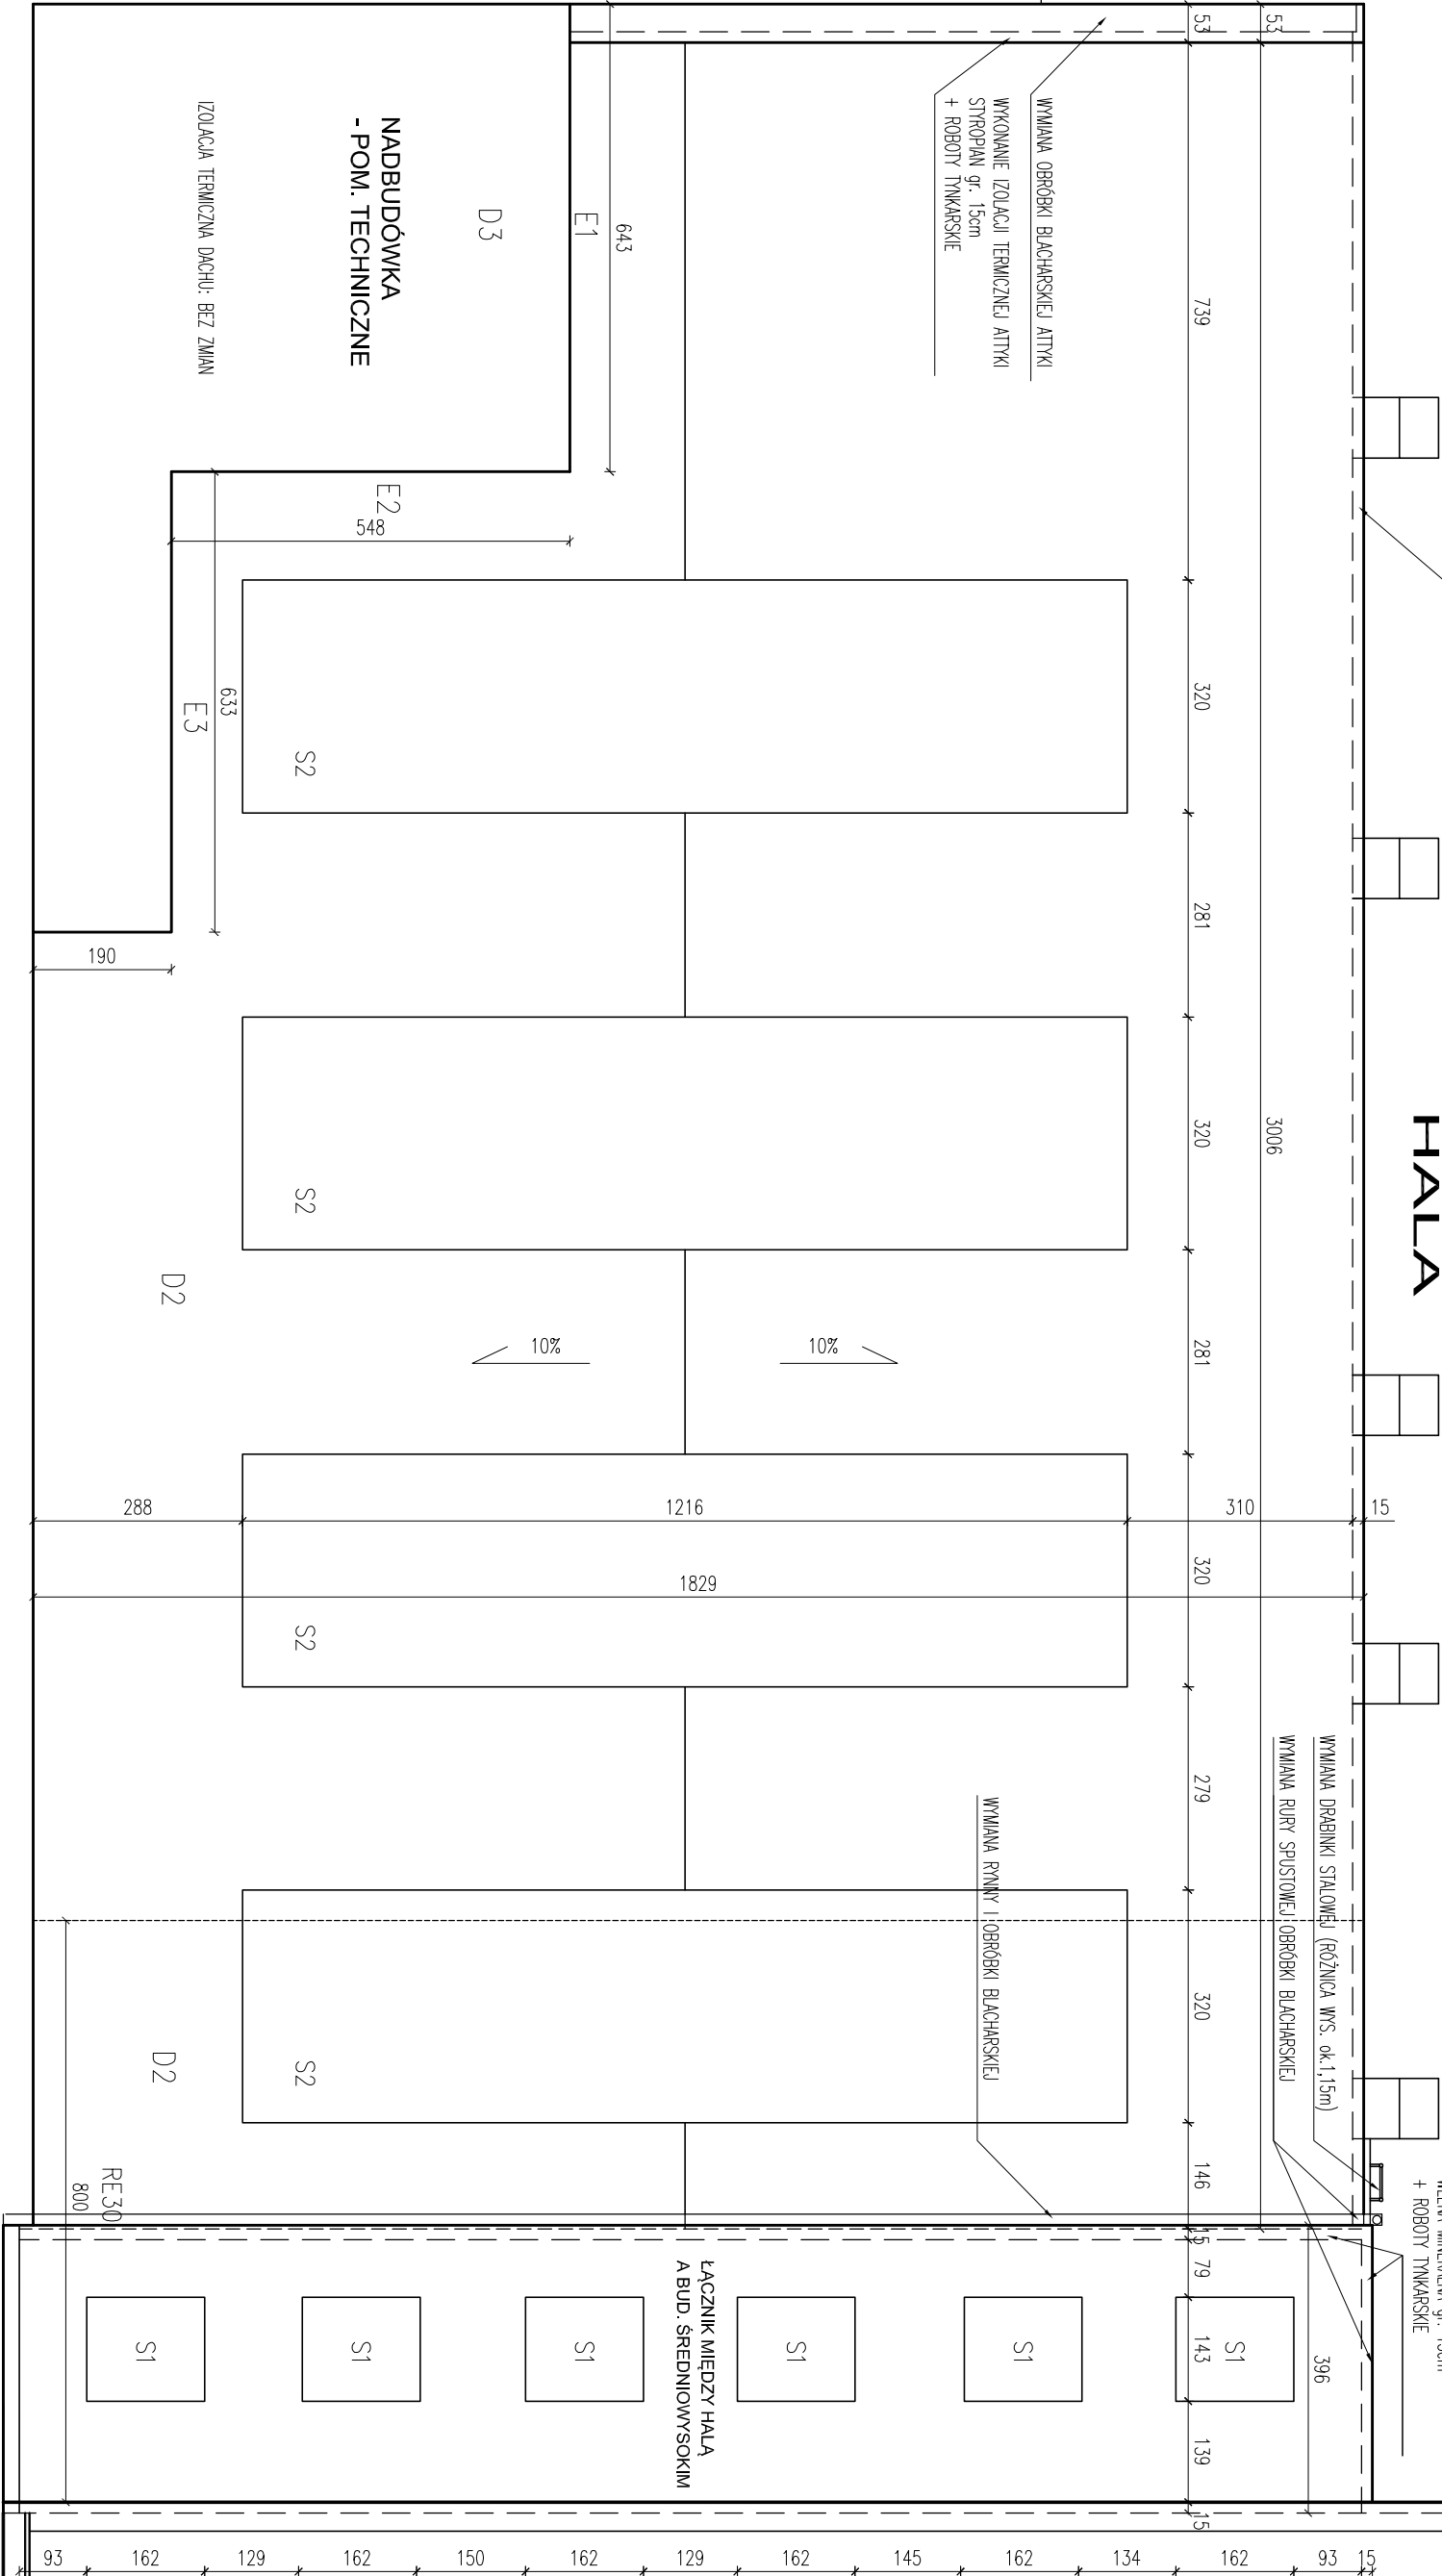 HALA
53
53
739
320
281
320
281
320
279
320
146
15
79
143
139
15
3006
396
WYMIANA OBRÓBKI BLACHARSKIEJ ATTYKI
WYKONANIE IZOLACJI TERMICZNEJ ATTYKI
STYROPIAN gr. 15cm
+ ROBOTY TYNKARSKIE
643
E1
D3
NADBUDÓWKA
- POM. TECHNICZNE
IZOLACJA TERMICZNA DACHU: BEZ ZMIAN
E2
548
633
E3
190
S2
S2
S2
S2
D2
D2
10%
10%
288
1216
310
15
1829
WYMIANA DRABINKI STALOWEJ (RÓŻNICA WYS. ok.1,15m)
WYMIANA RURY SPUSTOWEJ I OBRÓBKI BLACHARSKIEJ
WYMIANA RYNNY I OBRÓBKI BLACHARSKIEJ
+ ROBOTY TYNKARSKIE
RE30
800
ŁĄCZNIK MIĘDZY HALĄ
A BUD. ŚREDNIOWYSOKIM
S1
S1
S1
S1
S1
S1
93
162
129
162
150
162
129
162
145
162
134
162
93
15